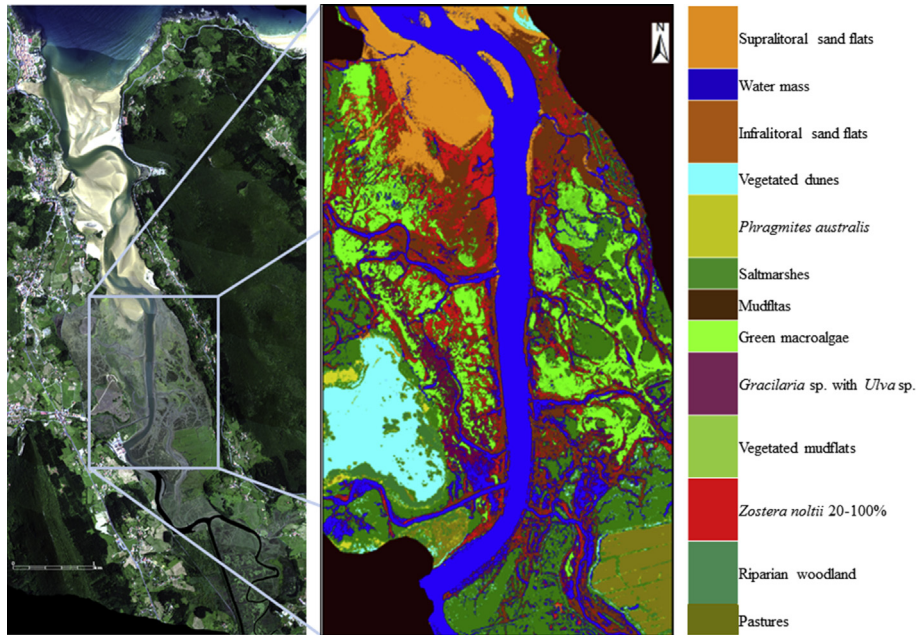 N
Supralitoral sand flats
Water mass
Infralitoral sand flats
Vegetated dunes
Phragmites australis
Saltmarshes
Mudfltas
Green macroalgae
Gracilaria sp. with Ulva sp.
Vegetated mudflats
Zostera noltii 20-100%
Riparian woodland
Pastures